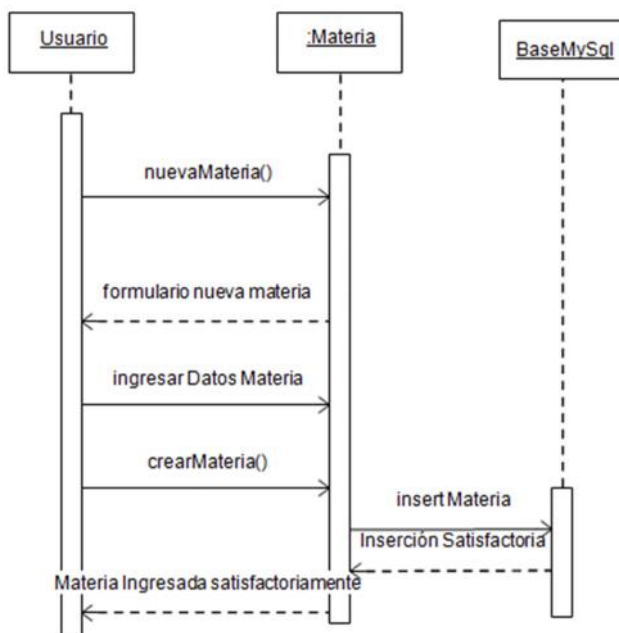 Usuario
:Materia
BaseMySql
nuevaMateria()
formulario nueva materia
ingresar Datos Materia
crearMateria()
insert Materia
Inserción Satisfactoria
Materia Ingresada satisfactoriamente